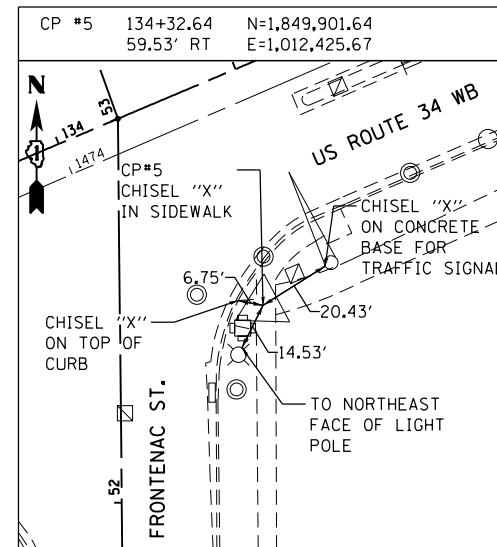 CP #5 134+32.64 N=1,849,901.64
59.53' RT E=1,012,425.67
N
53
134
1474
US ROUTE 34 WB
CP#5
CHISEL "X"
IN SIDEWALK
CHISEL "X"
ON CONCRETE
BASE FOR
TRAFFIC SIGNAL
6.75'
20.43'
CHISEL "X"
ON TOP OF
CURB
14.53'
TO NORTHEAST
FACE OF LIGHT
POLE
FRONTENAC ST.
52